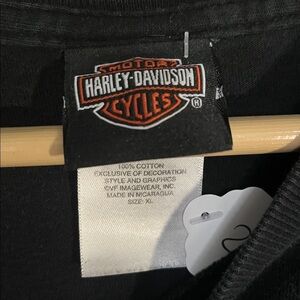 MOTOR
HARLEY-DAVIDSON
®
CYCLES
100% COTTON
EXCLUSIVE OF DECORATION
STYLE AND GRAPHICS
©VF IMAGEWEAR, INC.
MADE IN NICARAGUA
SIZE: XL